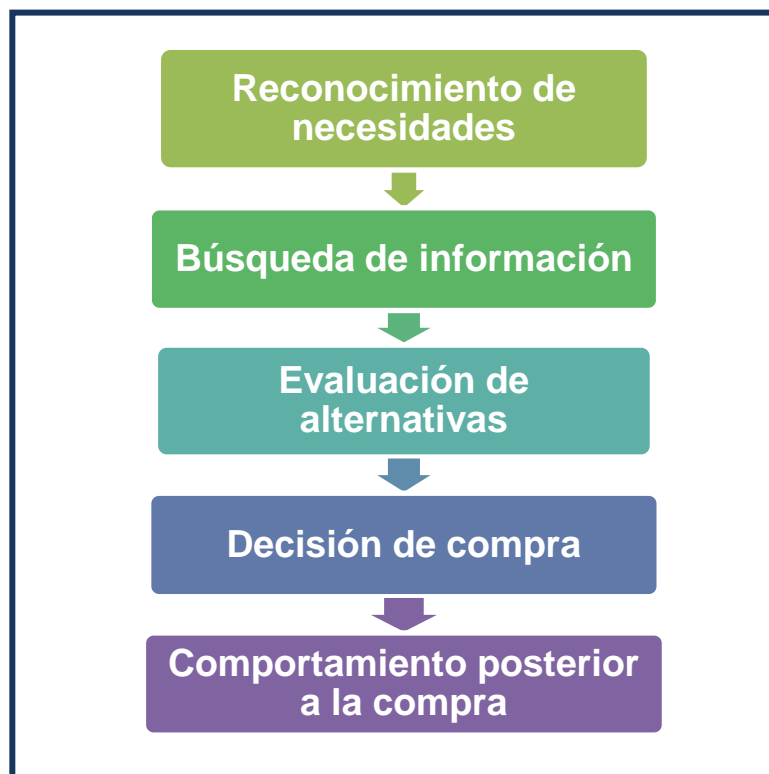 Reconocimiento de
necesidades
Búsqueda de información
Evaluación de
alternativas
Decisión de compra
Comportamiento posterior
a la compra